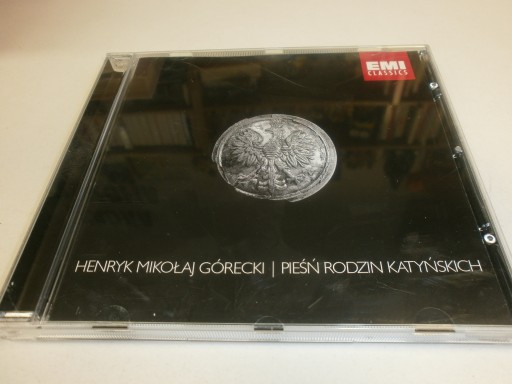 EMI
CLASSICS
HENRYK MIKOŁAJ GÓRECKI | PIEŚŃ RODZIN KATYŃSKICH